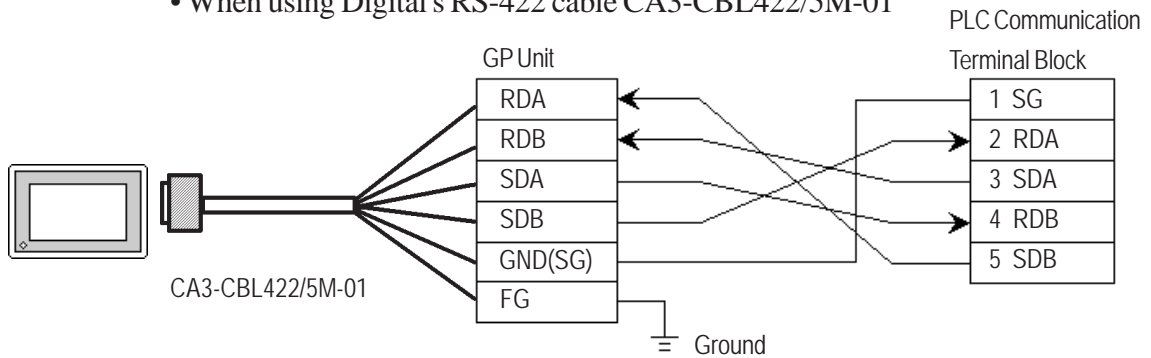 • When using Digital's RS-422 cable CA3-CBL422/5M-01
PLC Communication
Terminal Block
GP Unit
RDA
RDB
SDA
SDB
GND(SG)
FG
1 SG
2 RDA
3 SDA
4 RDB
5 SDB
CA3-CBL422/5M-01
Ground